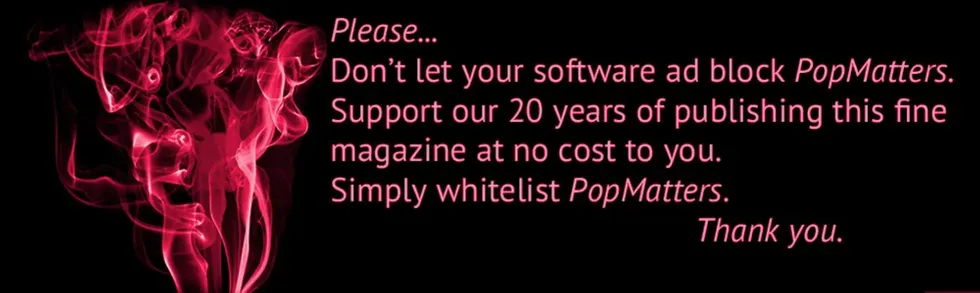 Please...
Don’t let your software ad block PopMatters.
Support our 20 years of publishing this fine
magazine at no cost to you.
Simply whitelist PopMatters.
Thank you.